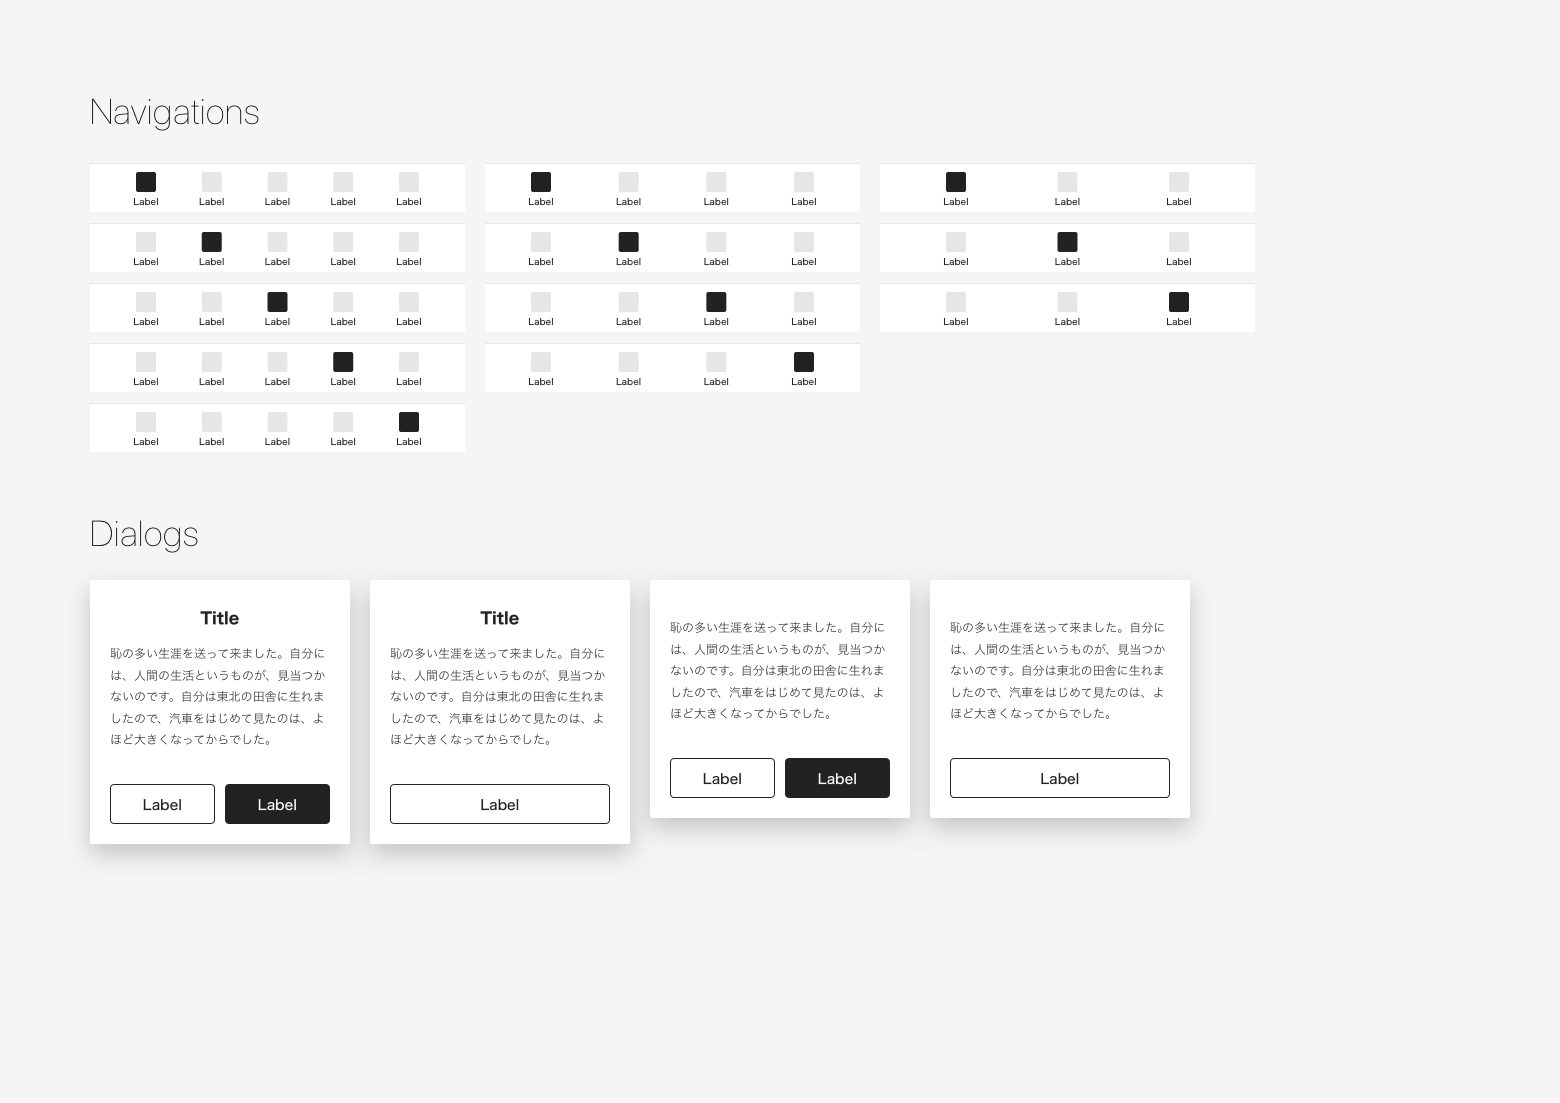 Navigations
Label Label Label Label Label
Label Label Label Label
Label Label Label
Label Label Label Label Label
Label Label Label Label
Label Label Label
Label Label Label Label Label
Label Label Label Label
Label Label Label
Label Label Label Label Label
Label Label Label Label
Label Label Label Label Label
Dialogs
Title
恥の多い生涯を送って来ました。自分に
は、人間の生活というものが、見当つか
ないのです。自分は東北の田舎に生れま
したので、汽車をはじめて見たのは、よ
ほど大きくなってからでした。
Label Label
Title
恥の多い生涯を送って来ました。自分に
は、人間の生活というものが、見当つか
ないのです。自分は東北の田舎に生れま
したので、汽車をはじめて見たのは、よ
ほど大きくなってからでした。
Label
恥の多い生涯を送って来ました。自分に
は、人間の生活というものが、見当つか
ないのです。自分は東北の田舎に生れま
したので、汽車をはじめて見たのは、よ
ほど大きくなってからでした。
Label Label
恥の多い生涯を送って来ました。自分に
は、人間の生活というものが、見当つか
ないのです。自分は東北の田舎に生れま
したので、汽車をはじめて見たのは、よ
ほど大きくなってからでした。
Label